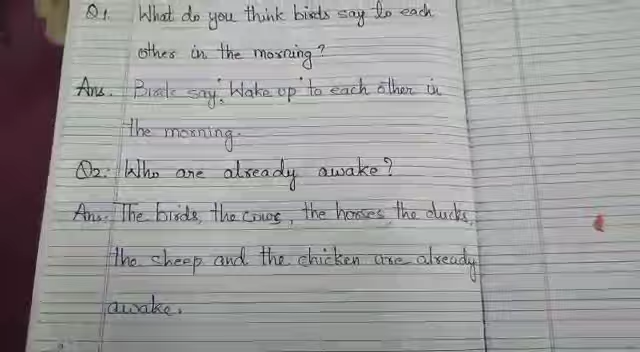 Q1. What do you think birds say to each
other in the morning?
Ans. Birds say, "Wake up" to each other in
the morning.
Q2. Who are already awake?
Ans. The birds, the cows, the horses, the ducks,
the sheep and the chicken are already
awake.